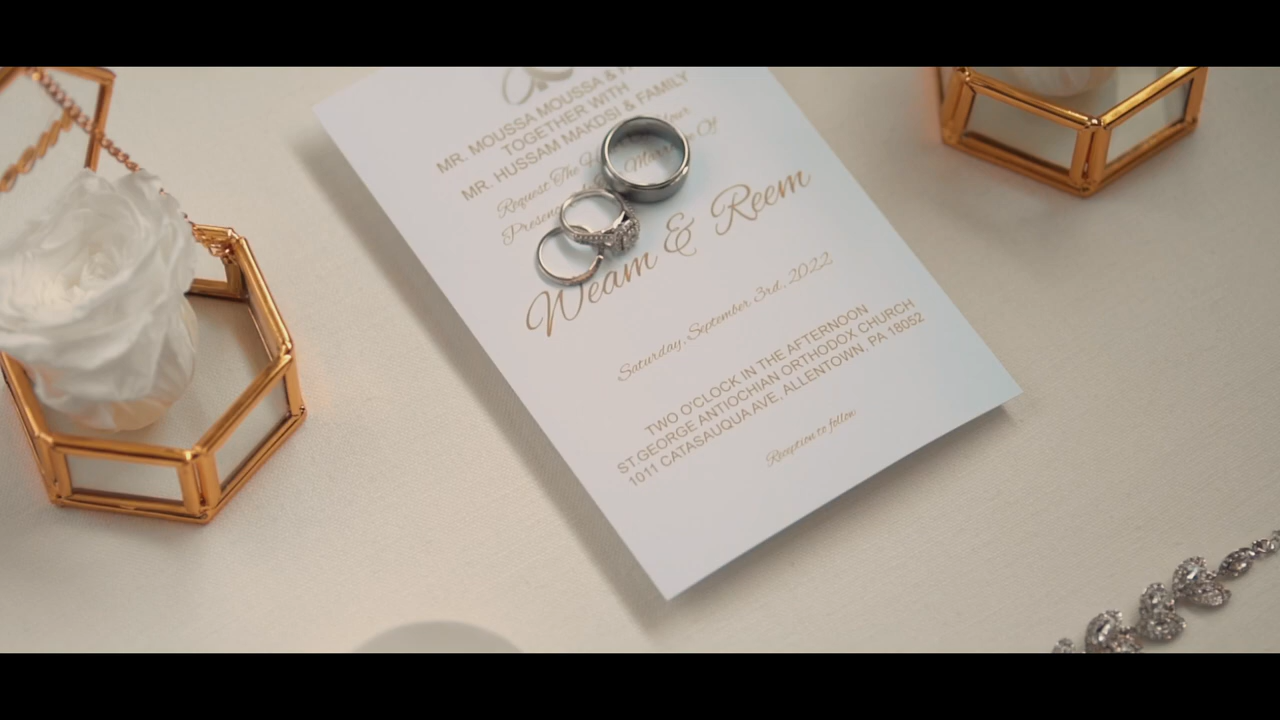 MR. MOUSSA MOUSSA &
TOGETHER WITH
MR. HUSSAM MAKDSI & FAMILY
Request The
Of
Weam & Reem
Saturday, September 3rd, 2022
TWO O'CLOCK IN THE AFTERNOON
ST.GEORGE ANTIOCHIAN ORTHODOX CHURCH
1011 CATASAUQUA AVE, ALLENTOWN, PA 18052
Reception to follow